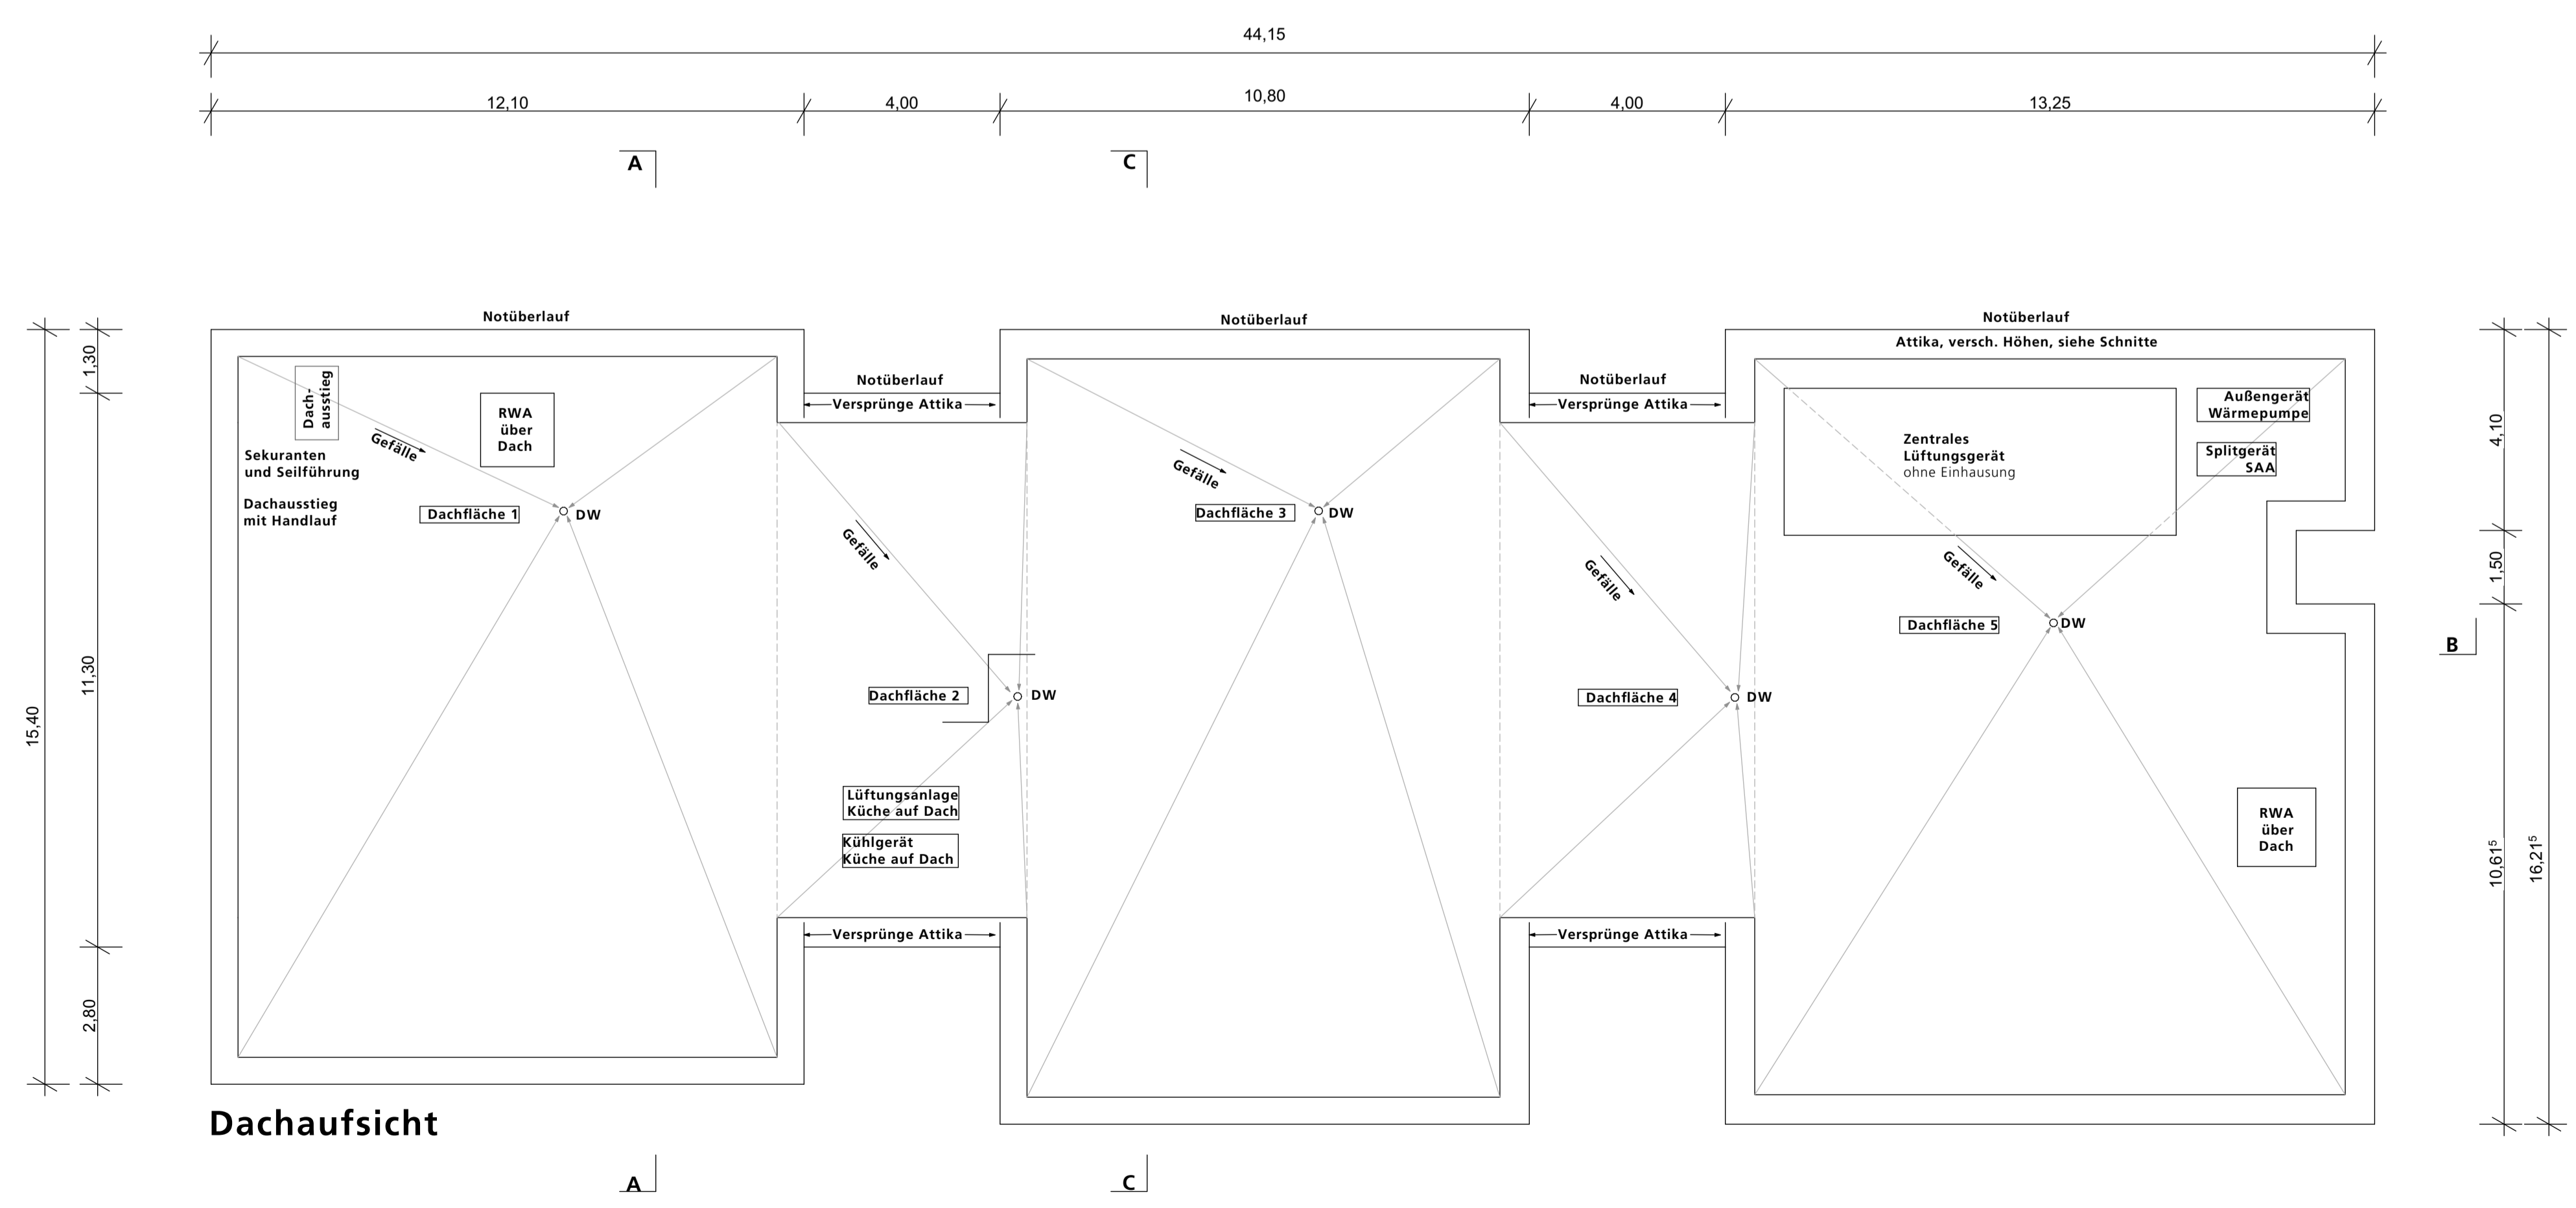 44,15
12,10
4,00
10,80
4,00
13,25
A
C
Notüberlauf
Notüberlauf
Notüberlauf
Attika, versch. Höhen, siehe Schnitte
Notüberlauf
Versprünge Attika
Notüberlauf
Versprünge Attika
1,30
11,30
2,80
15,40
Dach-
ausstieg
RWA
über
Dach
Gefälle
Sekuranten
und Seilführung
Dachausstieg
mit Handlauf
Dachfläche 1
DW
Gefälle
Dachfläche 2
DW
Lüftungsanlage
Küche auf Dach
Kühlgerät
Küche auf Dach
Versprünge Attika
Gefälle
Dachfläche 3
DW
Gefälle
Dachfläche 4
DW
Versprünge Attika
Zentrales
Lüftungsgerät
ohne Einhausung
Außengerät
Wärmepumpe
Splitgerät
SAA
Gefälle
Dachfläche 5
DW
RWA
über
Dach
4,10
1,50
B
10,61⁵
16,21⁵
Dachaufsicht
A
C